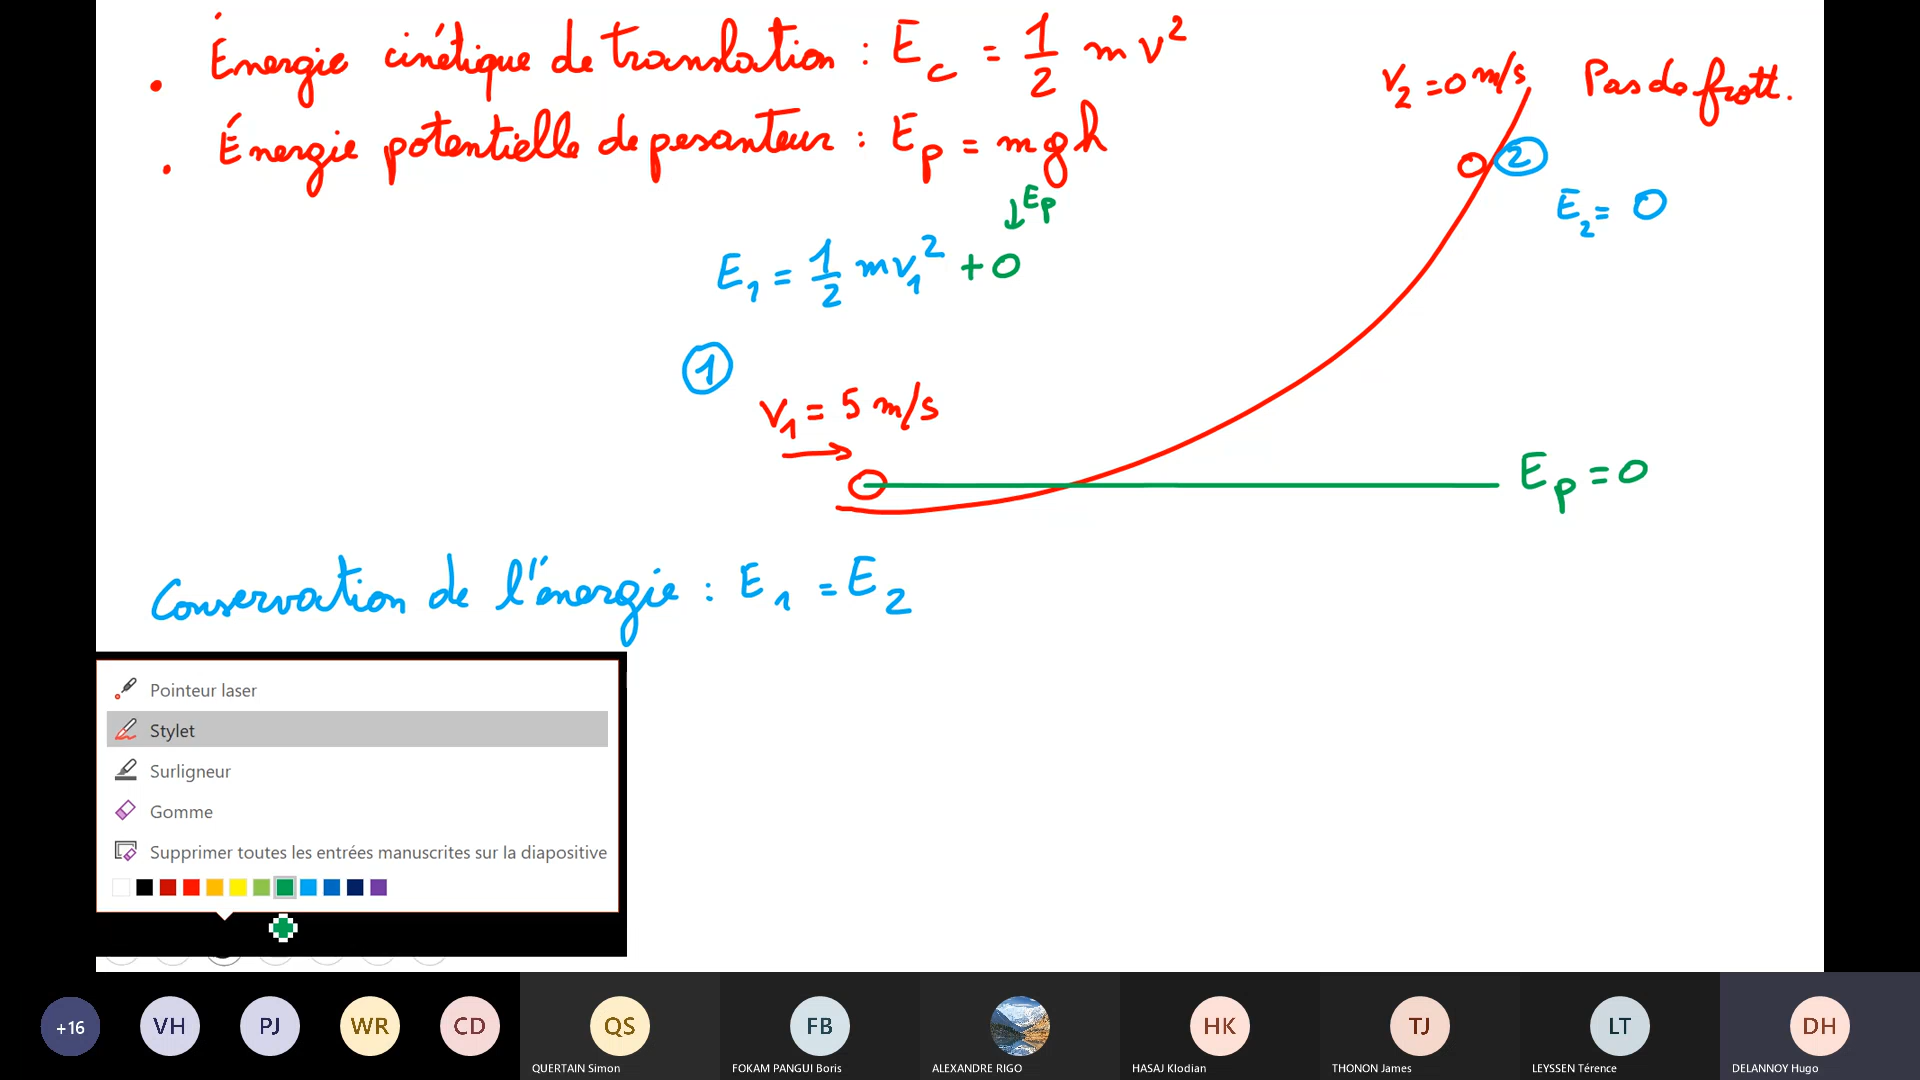 • Énergie cinétique de translation : Ec = 1/2 mv²
• Énergie potentielle de pesanteur : Ep = mgh
v₂ = 0 m/s Pas de frott.
2
E₂ = 0
↓Ep
E₁ = 1/2 mv₁² + 0
1
v₁ = 5 m/s
Ep = 0
Conservation de l'énergie : E₁ = E₂
Pointeur laser
Stylet
Surligneur
Gomme
Supprimer toutes les entrées manuscrites sur la diapositive
+16 VH PJ WR CD QS FB HK TJ LT DH
QUERTAIN Simon FOKAM PANGUI Boris ALEXANDRE RIGO HASAJ Klodian THONON James LEYSSEN Térence DELANNOY Hugo